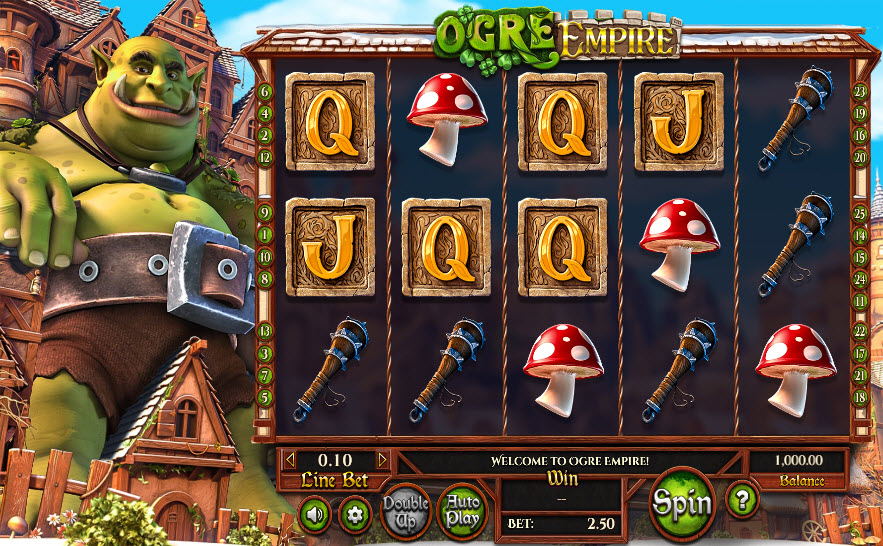 OGRE EMPIRE
6
4
2
12
9
1
10
8
13
3
7
5
Q
Q
J
J
Q
Q
23
19
16
20
25
15
14
24
11
22
17
21
18
0.10
Line Bet
WELCOME TO OGRE EMPIRE!
Win
--
BET: 2.50
1,000.00
Balance
Double
Up
Auto
Play
Spin
?